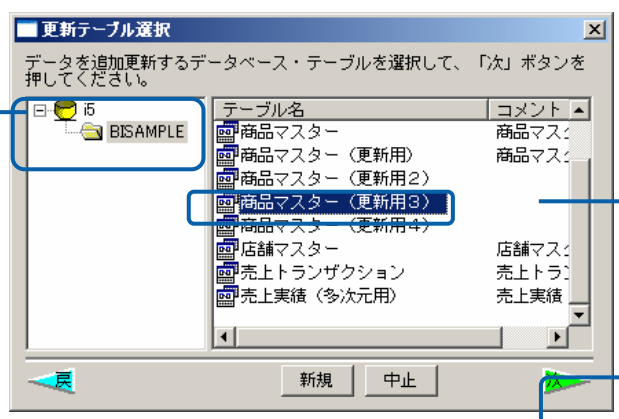 更新テーブル選択
データを追加更新するデータベース・テーブルを選択して、「次」ボタンを
押してください。
i5
BISAMPLE
テーブル名 コメント
商品マスター 商品マスタ
商品マスター（更新用） 商品マスタ
商品マスター（更新用2）
商品マスター（更新用3）
商品マスター（更新用4）
店舗マスター 店舗マスタ
売上トランザクション 売上トラン
売上実績（多次元用） 売上実績
戻 新規 中止 次